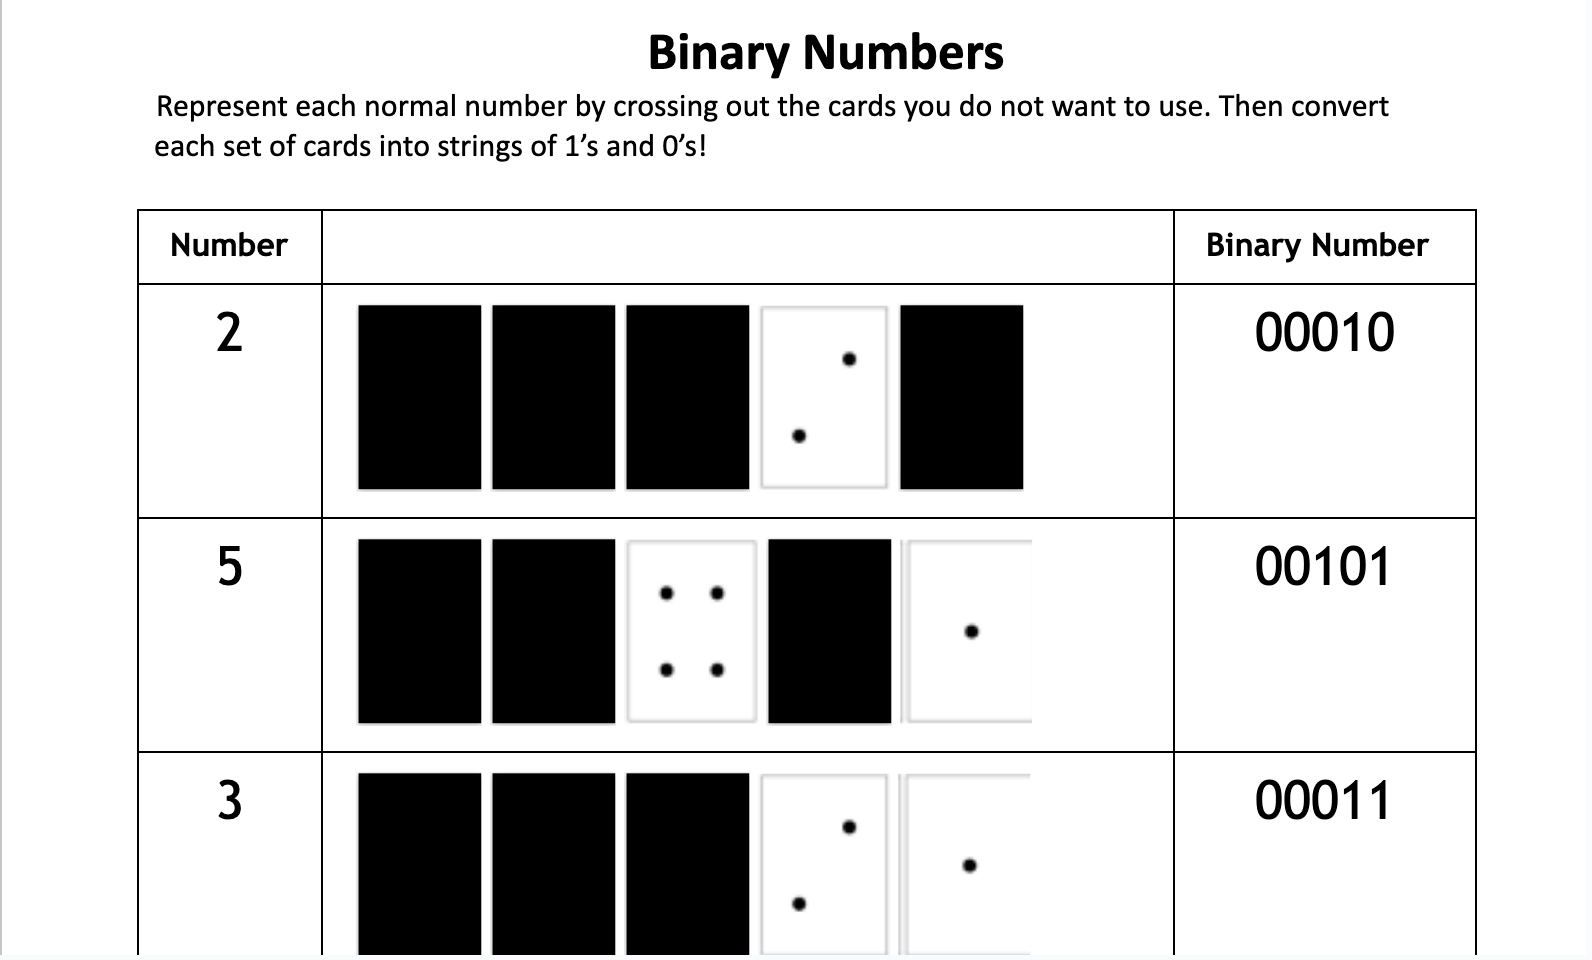 Binary Numbers
Represent each normal number by crossing out the cards you do not want to use. Then convert
each set of cards into strings of 1’s and 0’s!
Number Binary Number
2 00010
5 00101
3 00011